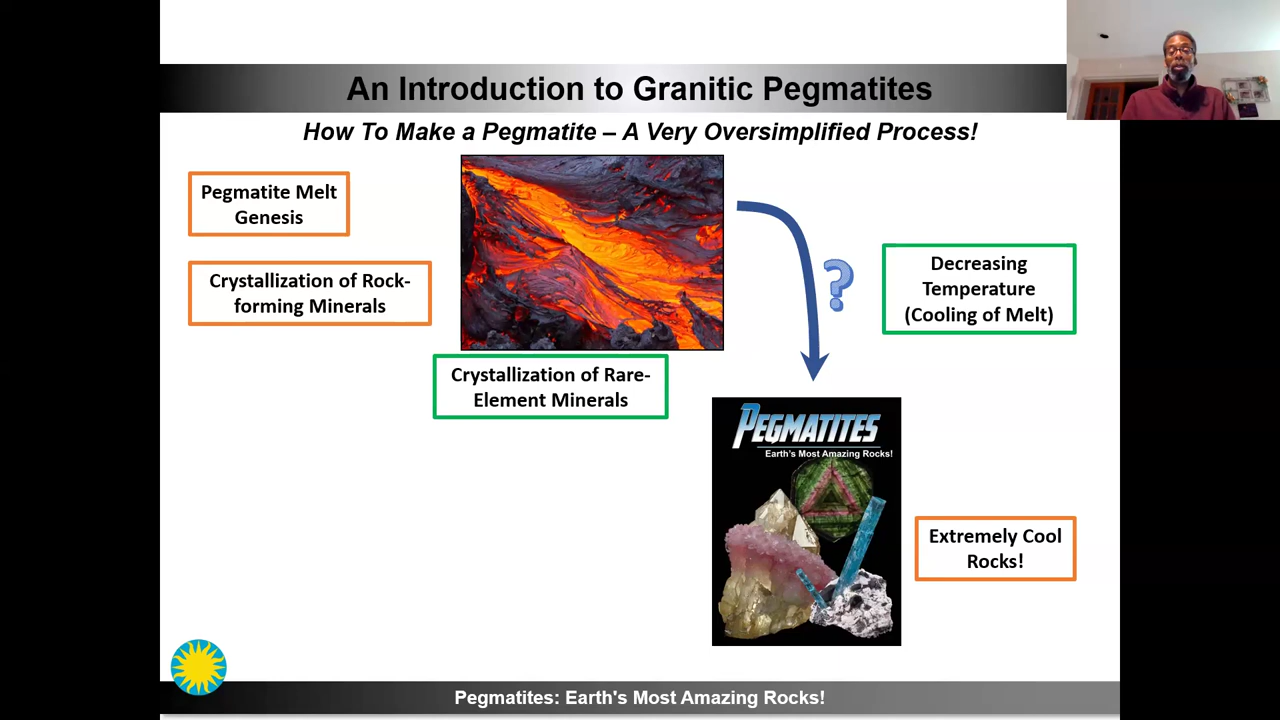 An Introduction to Granitic Pegmatites
How To Make a Pegmatite – A Very Oversimplified Process!
Pegmatite Melt
Genesis
Crystallization of Rock-
forming Minerals
Crystallization of Rare-
Element Minerals
?
Decreasing
Temperature
(Cooling of Melt)
PEGMATITES
Earth's Most Amazing Rocks!
Extremely Cool
Rocks!
Pegmatites: Earth's Most Amazing Rocks!